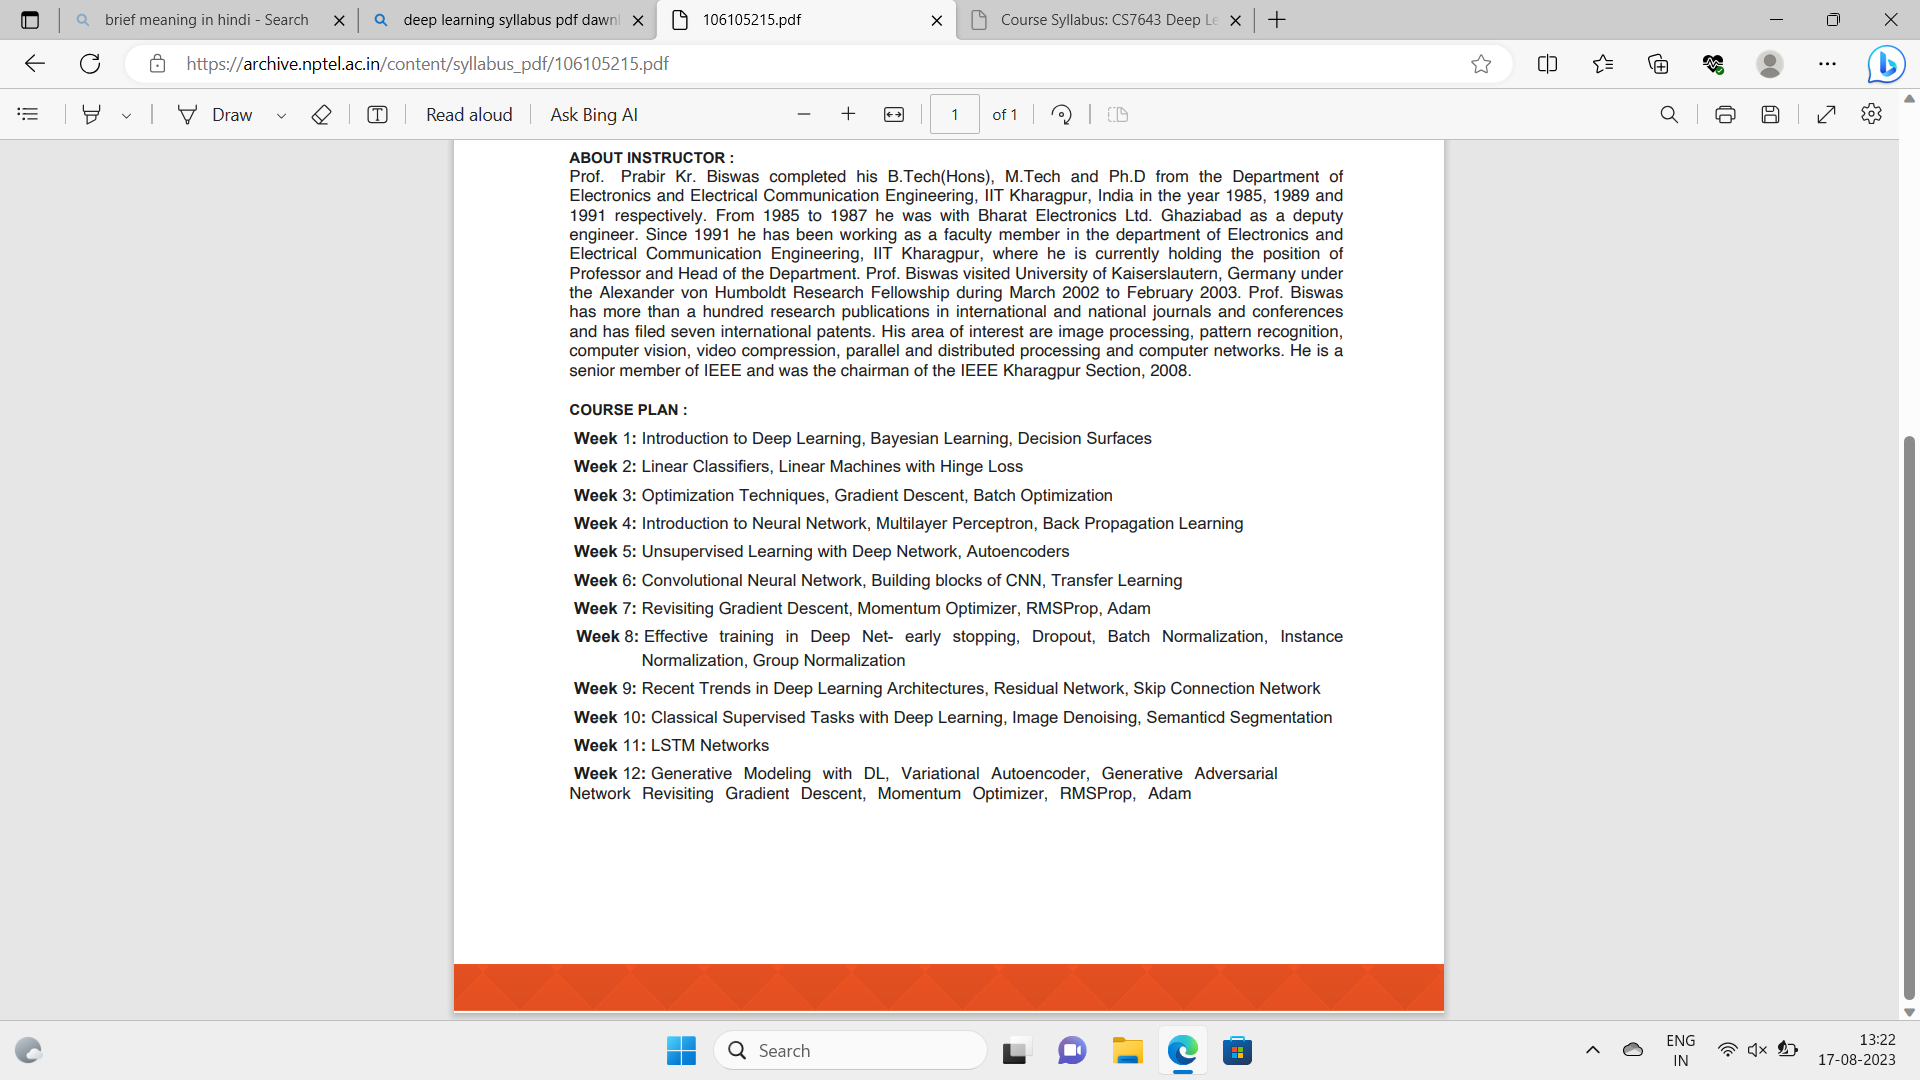 brief meaning in hindi - Search
deep learning syllabus pdf dawnl
106105215.pdf
Course Syllabus: CS7643 Deep Le
https://archive.nptel.ac.in/content/syllabus_pdf/106105215.pdf
Draw
Read aloud
Ask Bing AI
1
of 1
ABOUT INSTRUCTOR :
Prof. Prabir Kr. Biswas completed his B.Tech(Hons), M.Tech and Ph.D from the Department of
Electronics and Electrical Communication Engineering, IIT Kharagpur, India in the year 1985, 1989 and
1991 respectively. From 1985 to 1987 he was with Bharat Electronics Ltd. Ghaziabad as a deputy
engineer. Since 1991 he has been working as a faculty member in the department of Electronics and
Electrical Communication Engineering, IIT Kharagpur, where he is currently holding the position of
Professor and Head of the Department. Prof. Biswas visited University of Kaiserslautern, Germany under
the Alexander von Humboldt Research Fellowship during March 2002 to February 2003. Prof. Biswas
has more than a hundred research publications in international and national journals and conferences
and has filed seven international patents. His area of interest are image processing, pattern recognition,
computer vision, video compression, parallel and distributed processing and computer networks. He is a
senior member of IEEE and was the chairman of the IEEE Kharagpur Section, 2008.
COURSE PLAN :
Week 1: Introduction to Deep Learning, Bayesian Learning, Decision Surfaces
Week 2: Linear Classifiers, Linear Machines with Hinge Loss
Week 3: Optimization Techniques, Gradient Descent, Batch Optimization
Week 4: Introduction to Neural Network, Multilayer Perceptron, Back Propagation Learning
Week 5: Unsupervised Learning with Deep Network, Autoencoders
Week 6: Convolutional Neural Network, Building blocks of CNN, Transfer Learning
Week 7: Revisiting Gradient Descent, Momentum Optimizer, RMSProp, Adam
Week 8: Effective training in Deep Net- early stopping, Dropout, Batch Normalization, Instance
Normalization, Group Normalization
Week 9: Recent Trends in Deep Learning Architectures, Residual Network, Skip Connection Network
Week 10: Classical Supervised Tasks with Deep Learning, Image Denoising, Semanticd Segmentation
Week 11: LSTM Networks
Week 12: Generative Modeling with DL, Variational Autoencoder, Generative Adversarial
Network Revisiting Gradient Descent, Momentum Optimizer, RMSProp, Adam
Search
ENG
IN
13:22
17-08-2023